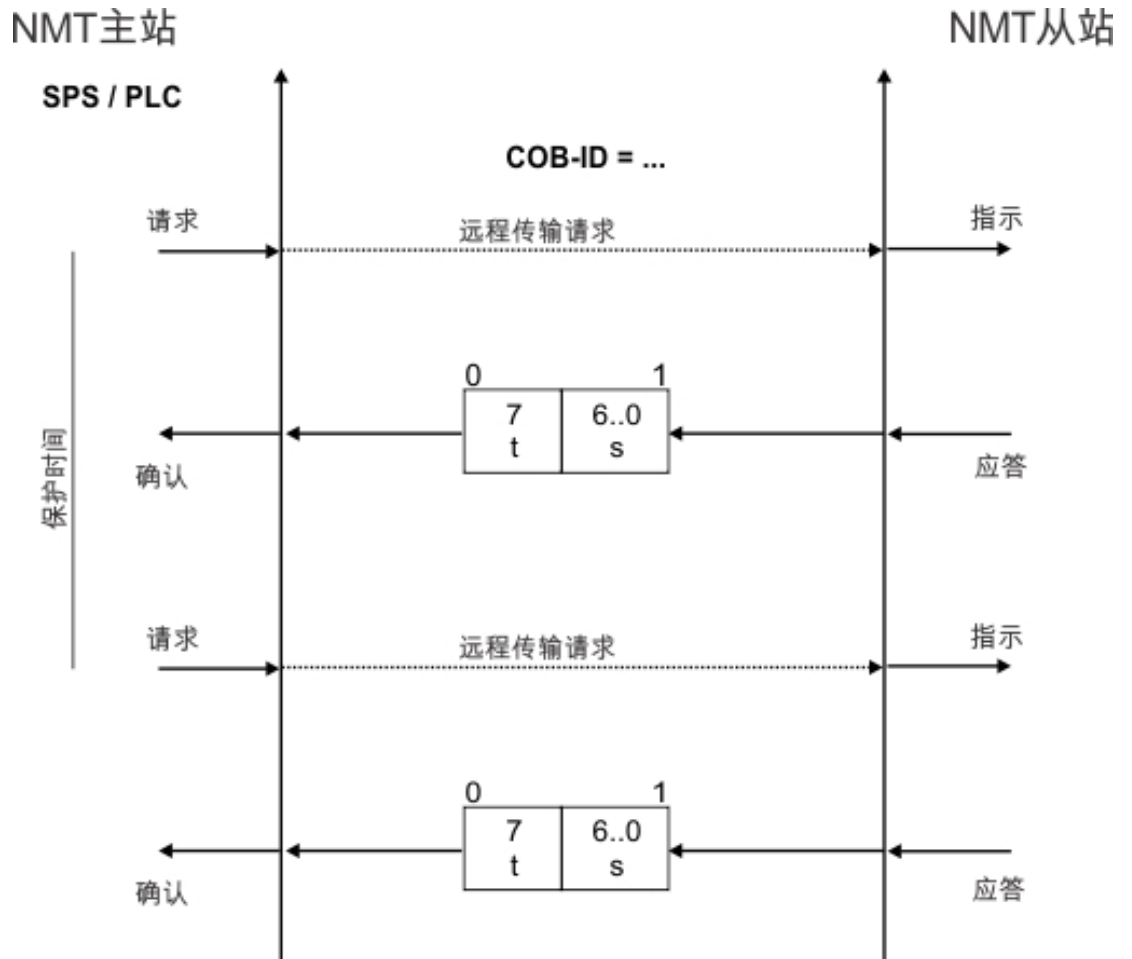 NMT主站
NMT从站
SPS / PLC
COB-ID = ...
请求
远程传输请求
指示
0 1
7 6..0
t s
确认
应答
保护时间
请求
远程传输请求
指示
0 1
7 6..0
t s
确认
应答